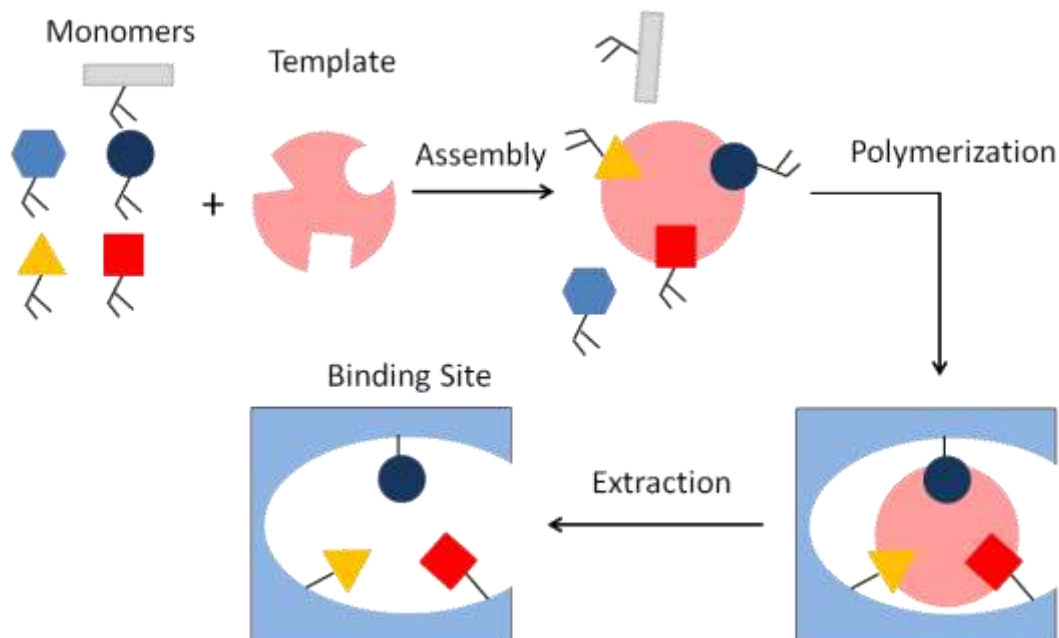 Monomers
Template
+
Assembly
Polymerization
Binding Site
Extraction